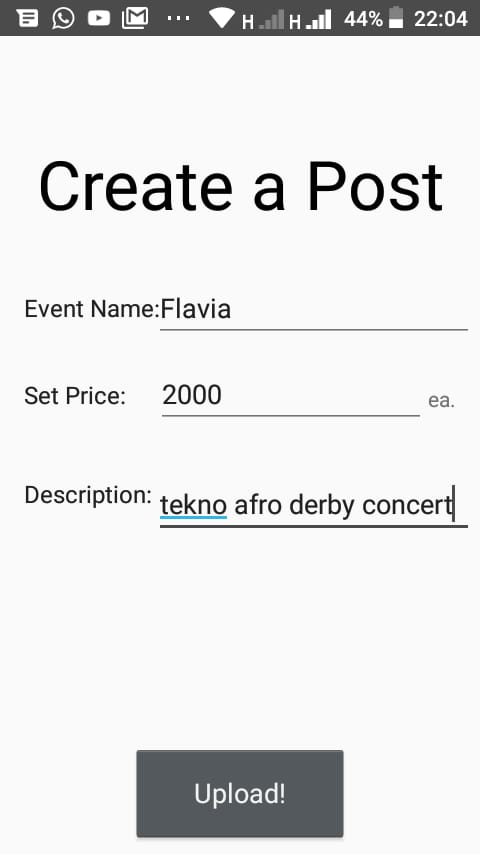 H H 44% 22:04
Create a Post
Event Name:Flavia
Set Price: 2000 ea.
Description: tekno afro derby concert
Upload!